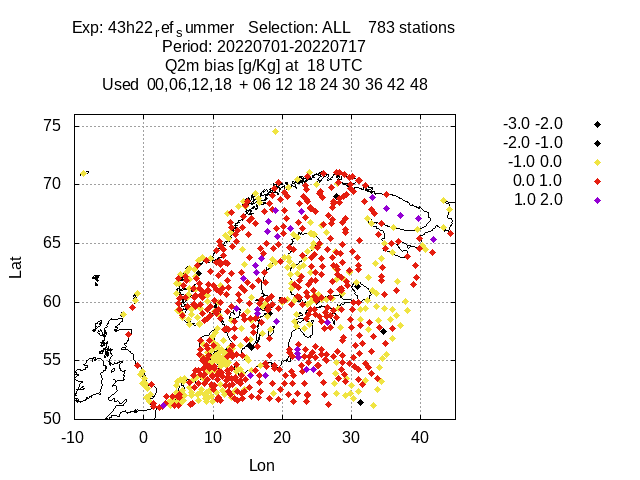 Exp: 43h22ref summer   Selection: ALL    783 stations
Period: 20220701-20220717
Q2m bias [g/Kg] at  18 UTC
Used  00,06,12,18  + 06 12 18 24 30 36 42 48
-3.0 -2.0
-2.0 -1.0
-1.0 0.0
0.0 1.0
1.0 2.0
75
70
65
60
55
50
Lat
-10 0 10 20 30 40
Lon